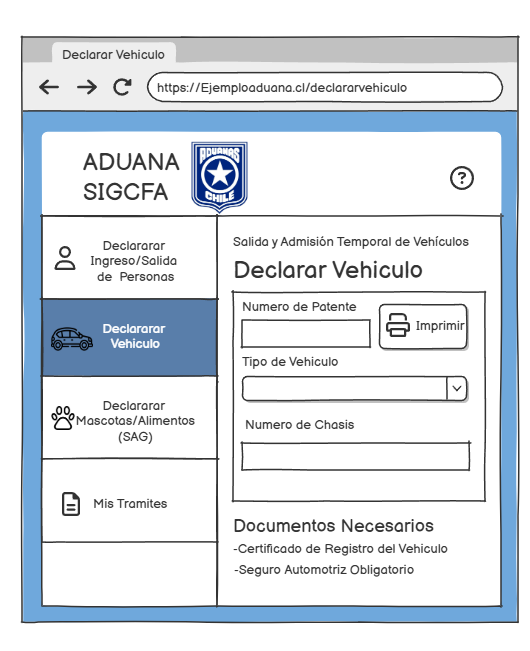 Declarar Vehiculo
https://Ejemploaduana.cl/declararvehiculo
ADUANA
SIGCFA
ADUANAS
CHILE
Declararar
Ingreso/Salida
de Personas
Declararar
Vehiculo
Declararar
Mascotas/Alimentos
(SAG)
Mis Tramites
Salida y Admisión Temporal de Vehículos
Declarar Vehiculo
Numero de Patente
Imprimir
Tipo de Vehiculo
Numero de Chasis
Documentos Necesarios
-Certificado de Registro del Vehiculo
-Seguro Automotriz Obligatorio